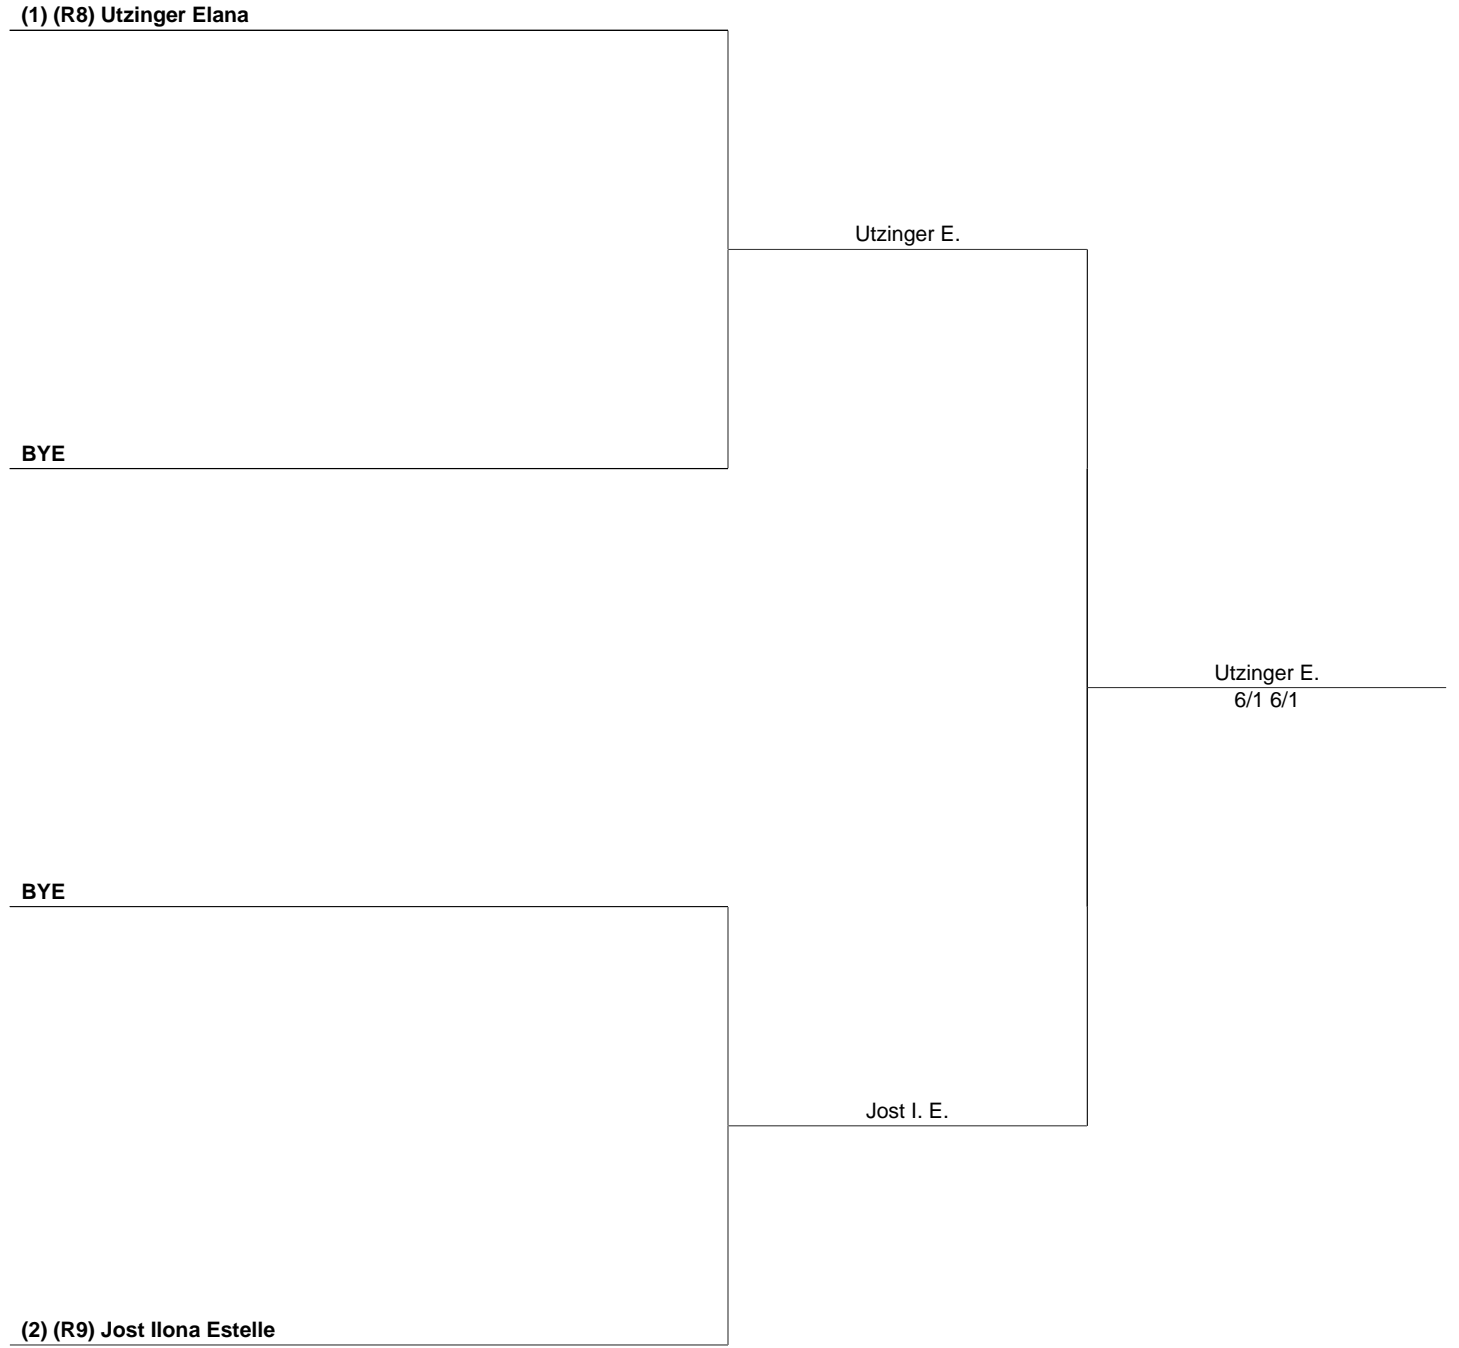 (1) (R8) Utzinger Elana
Utzinger E.
BYE
Utzinger E.
6/1 6/1
BYE
Jost I. E.
(2) (R9) Jost Ilona Estelle